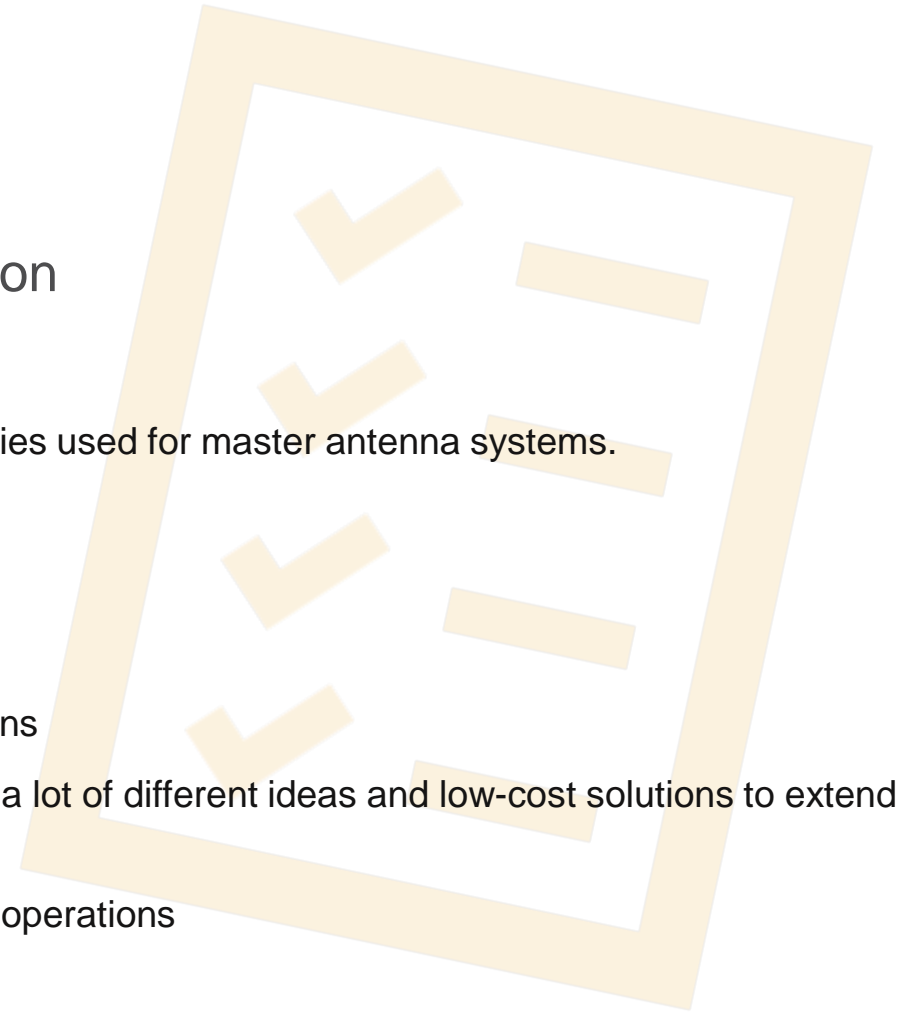 on
ies used for master antenna systems.
ns
a lot of different ideas and low-cost solutions to extend
operations